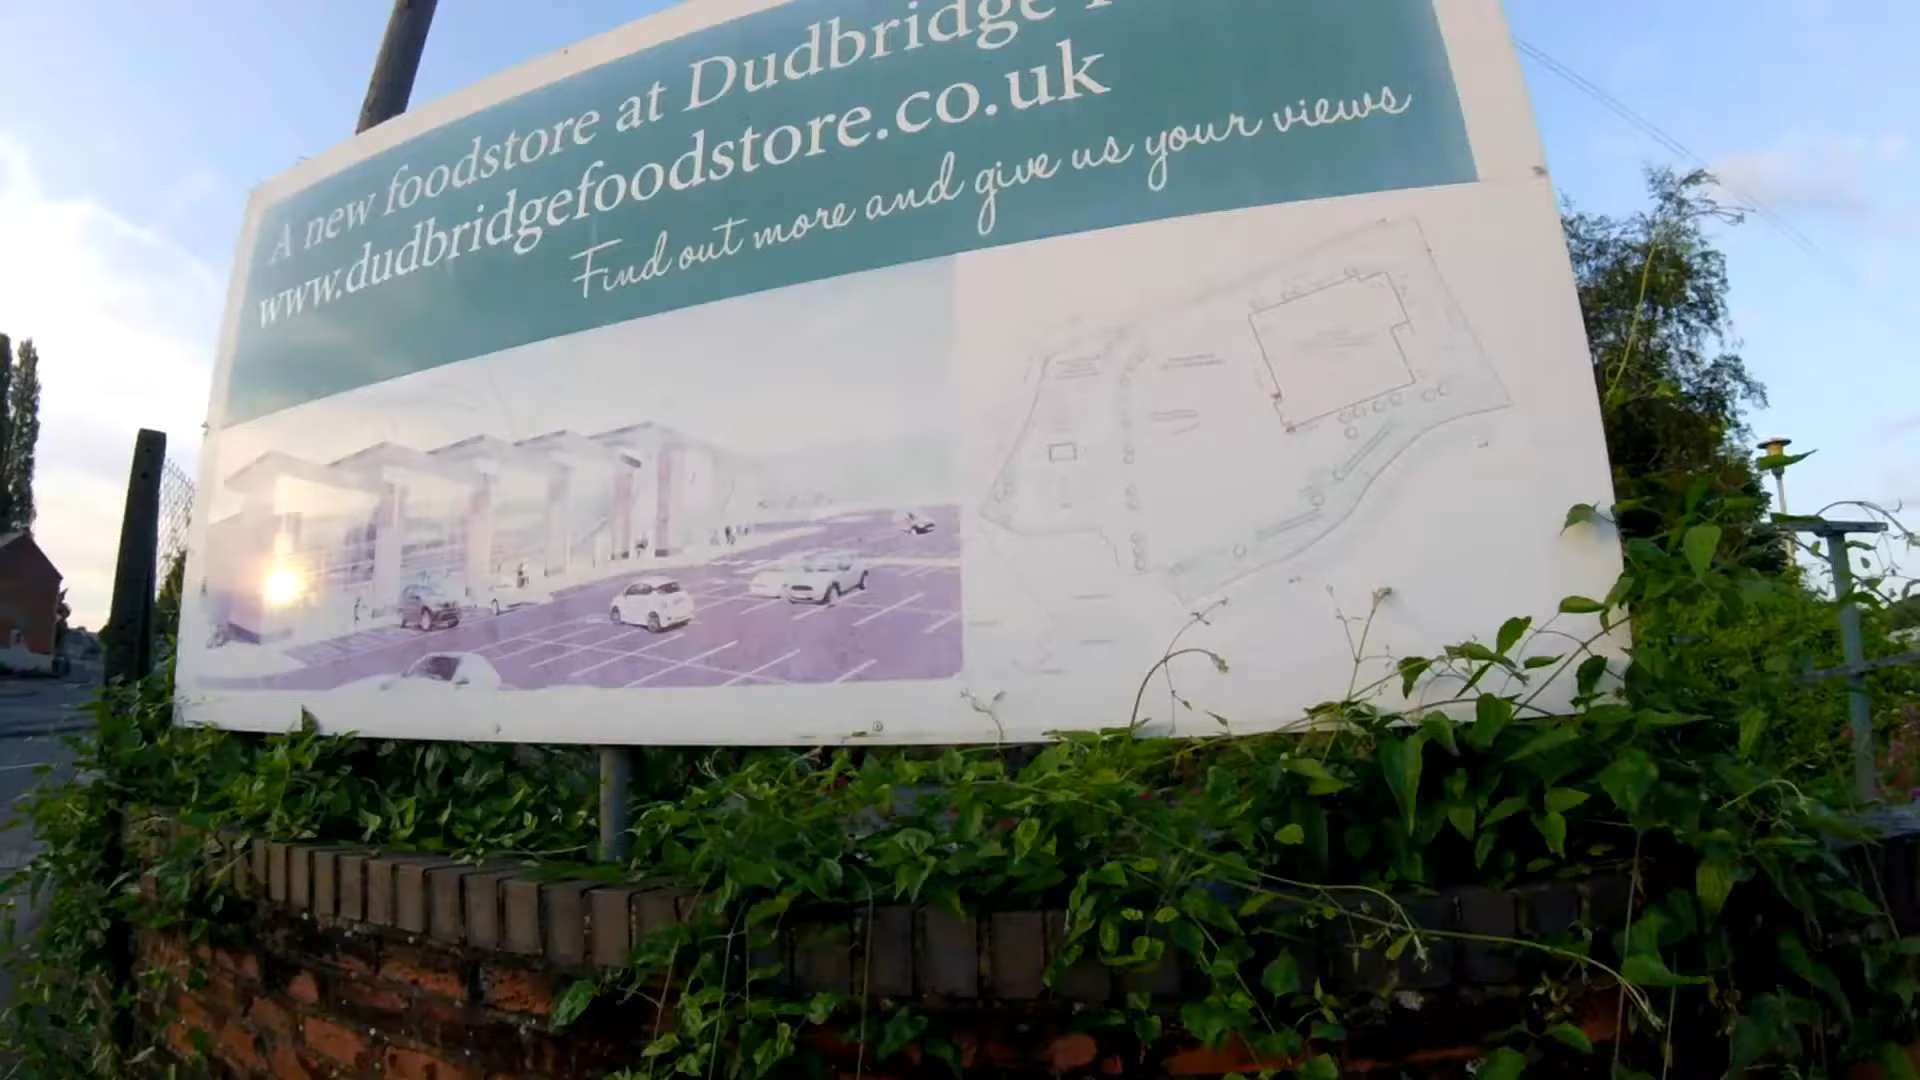 A new foodstore at Dudbridge
www.dudbridgefoodstore.co.uk
Find out more and give us your views